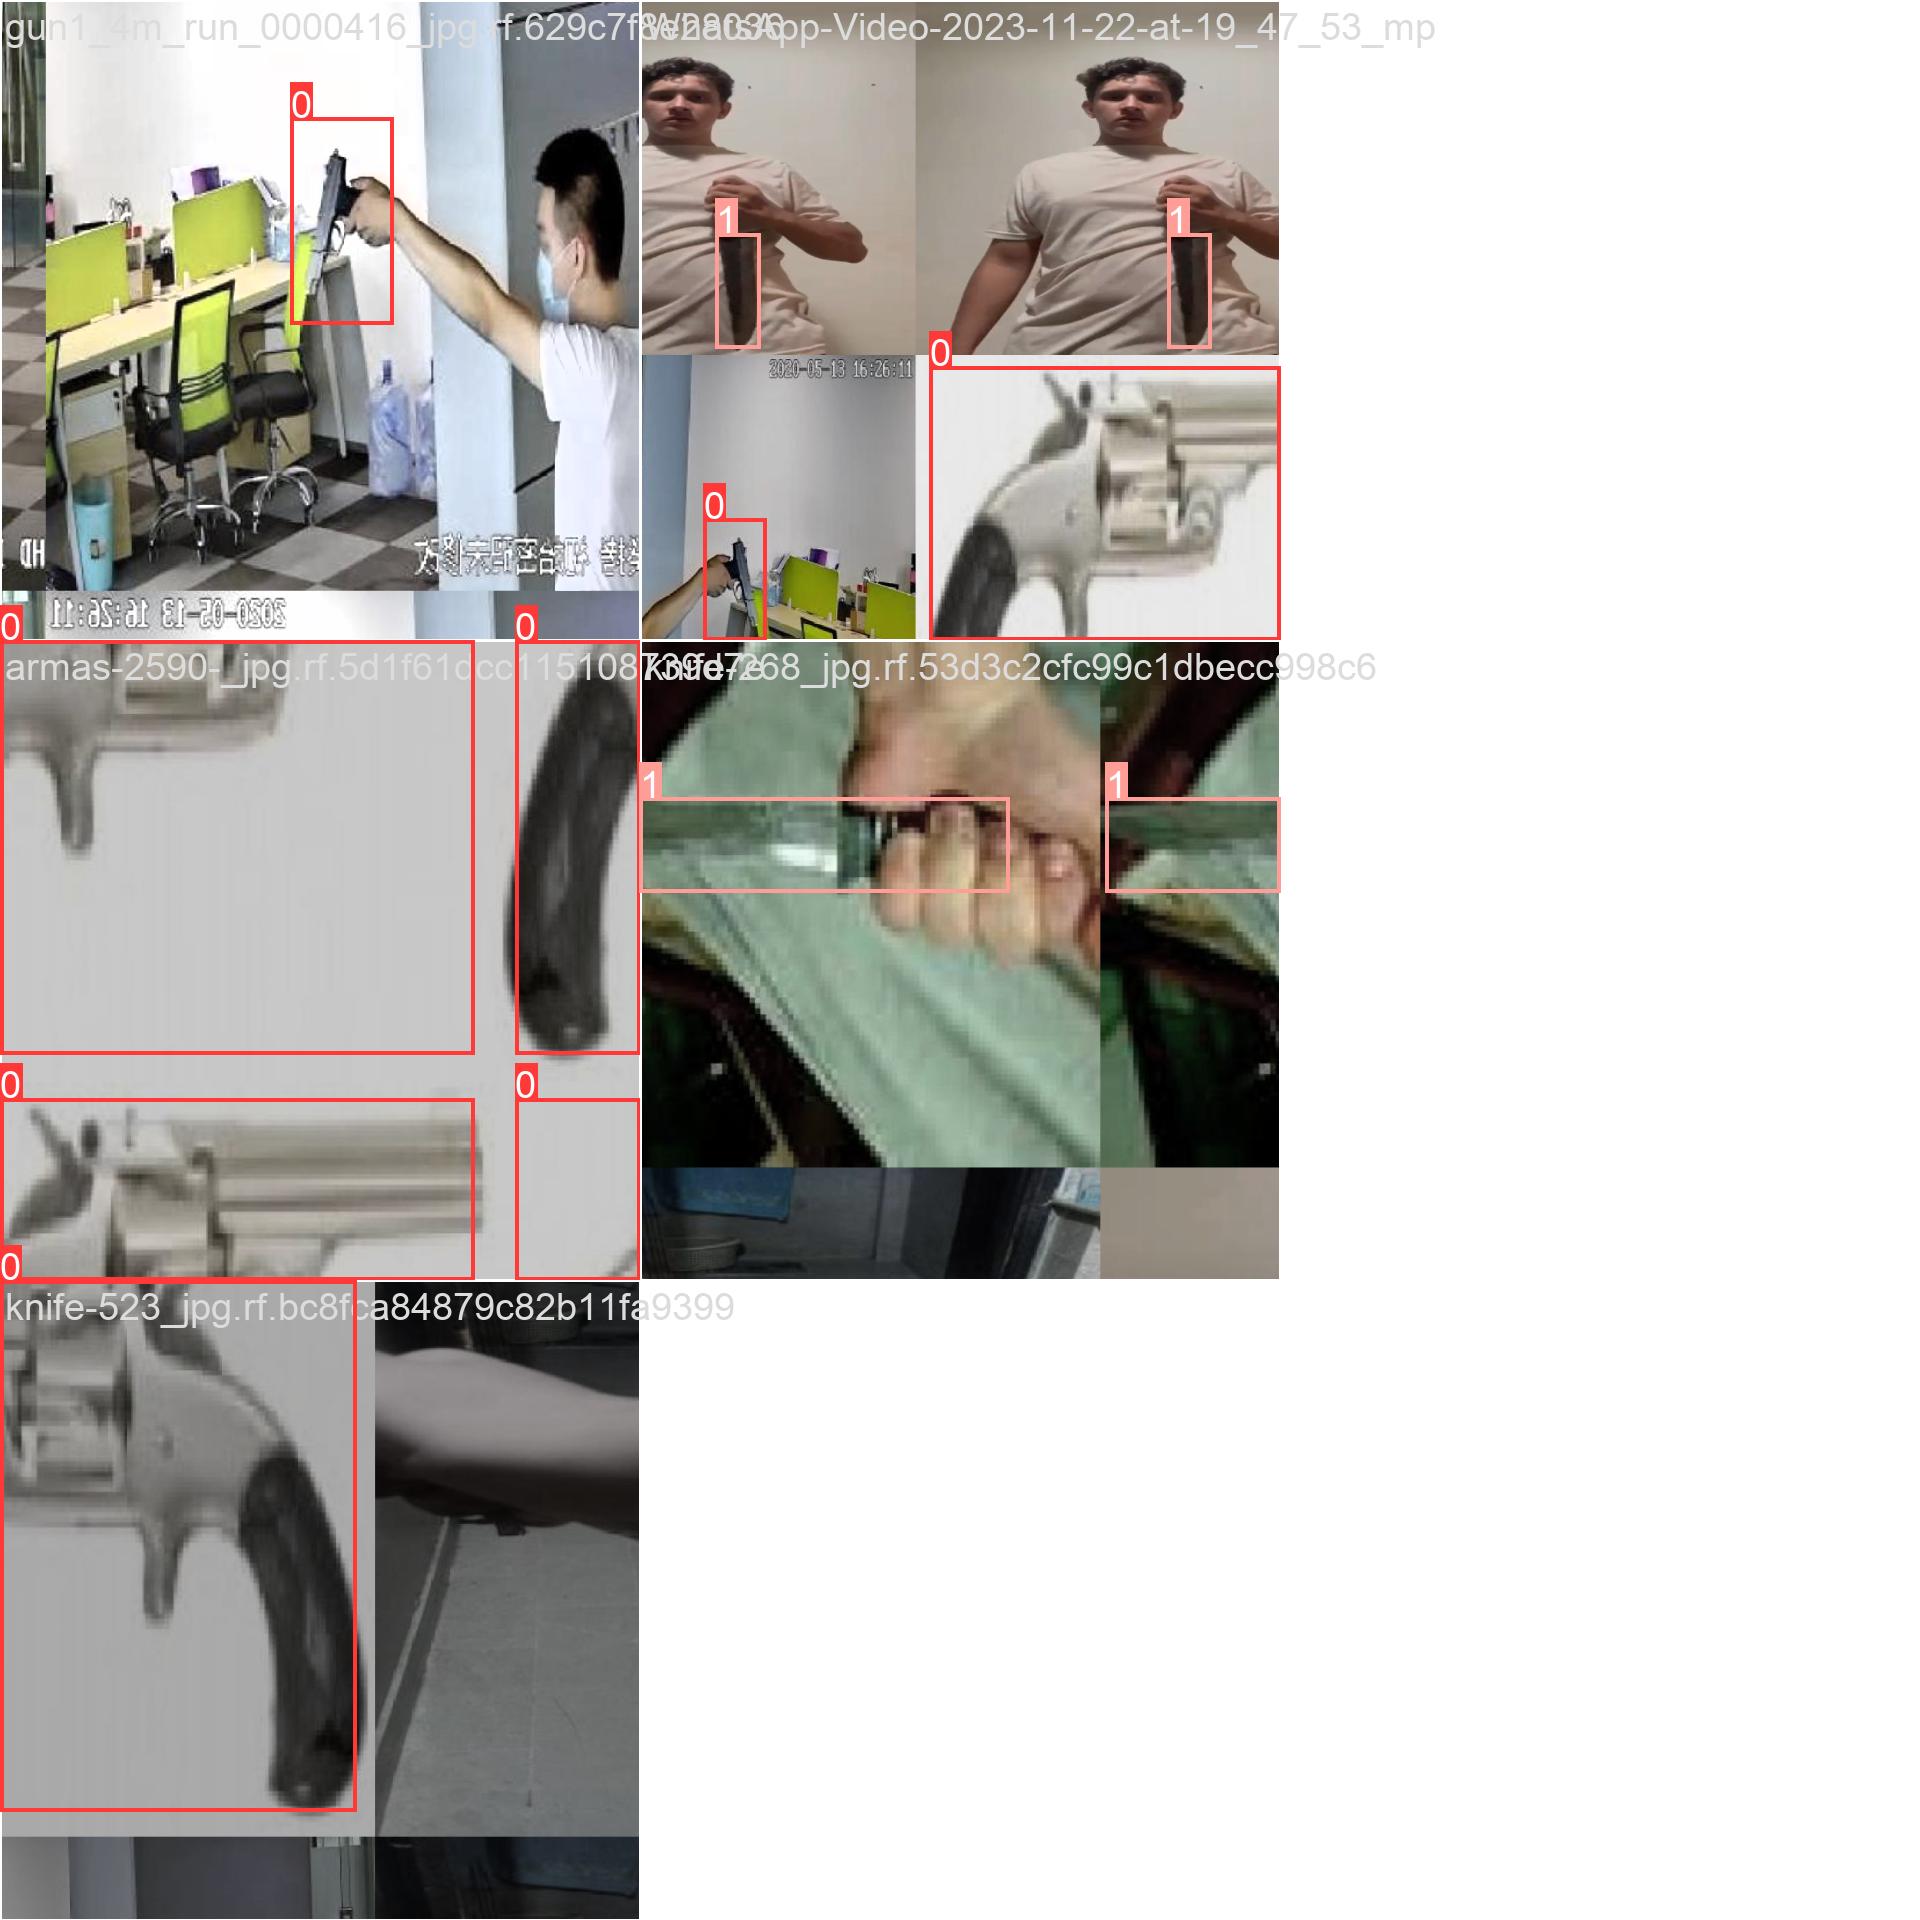 gun1_4m_run_0000416_jpg.rf.629c7f
WhatsApp-Video-2023-11-22-at-19_47_53_mp
0
1
1
2020-05-13 16:26:11
0
0
HD
2020-05-13 16:26:11
0
0
armas-2590-_jpg.rf.5d1f61dcc115108
knife-268_jpg.rf.53d3c2cfc99c1dbecc998c6
1
1
0
0
0
knife-523_jpg.rf.bc8fca84879c82b11fa9399